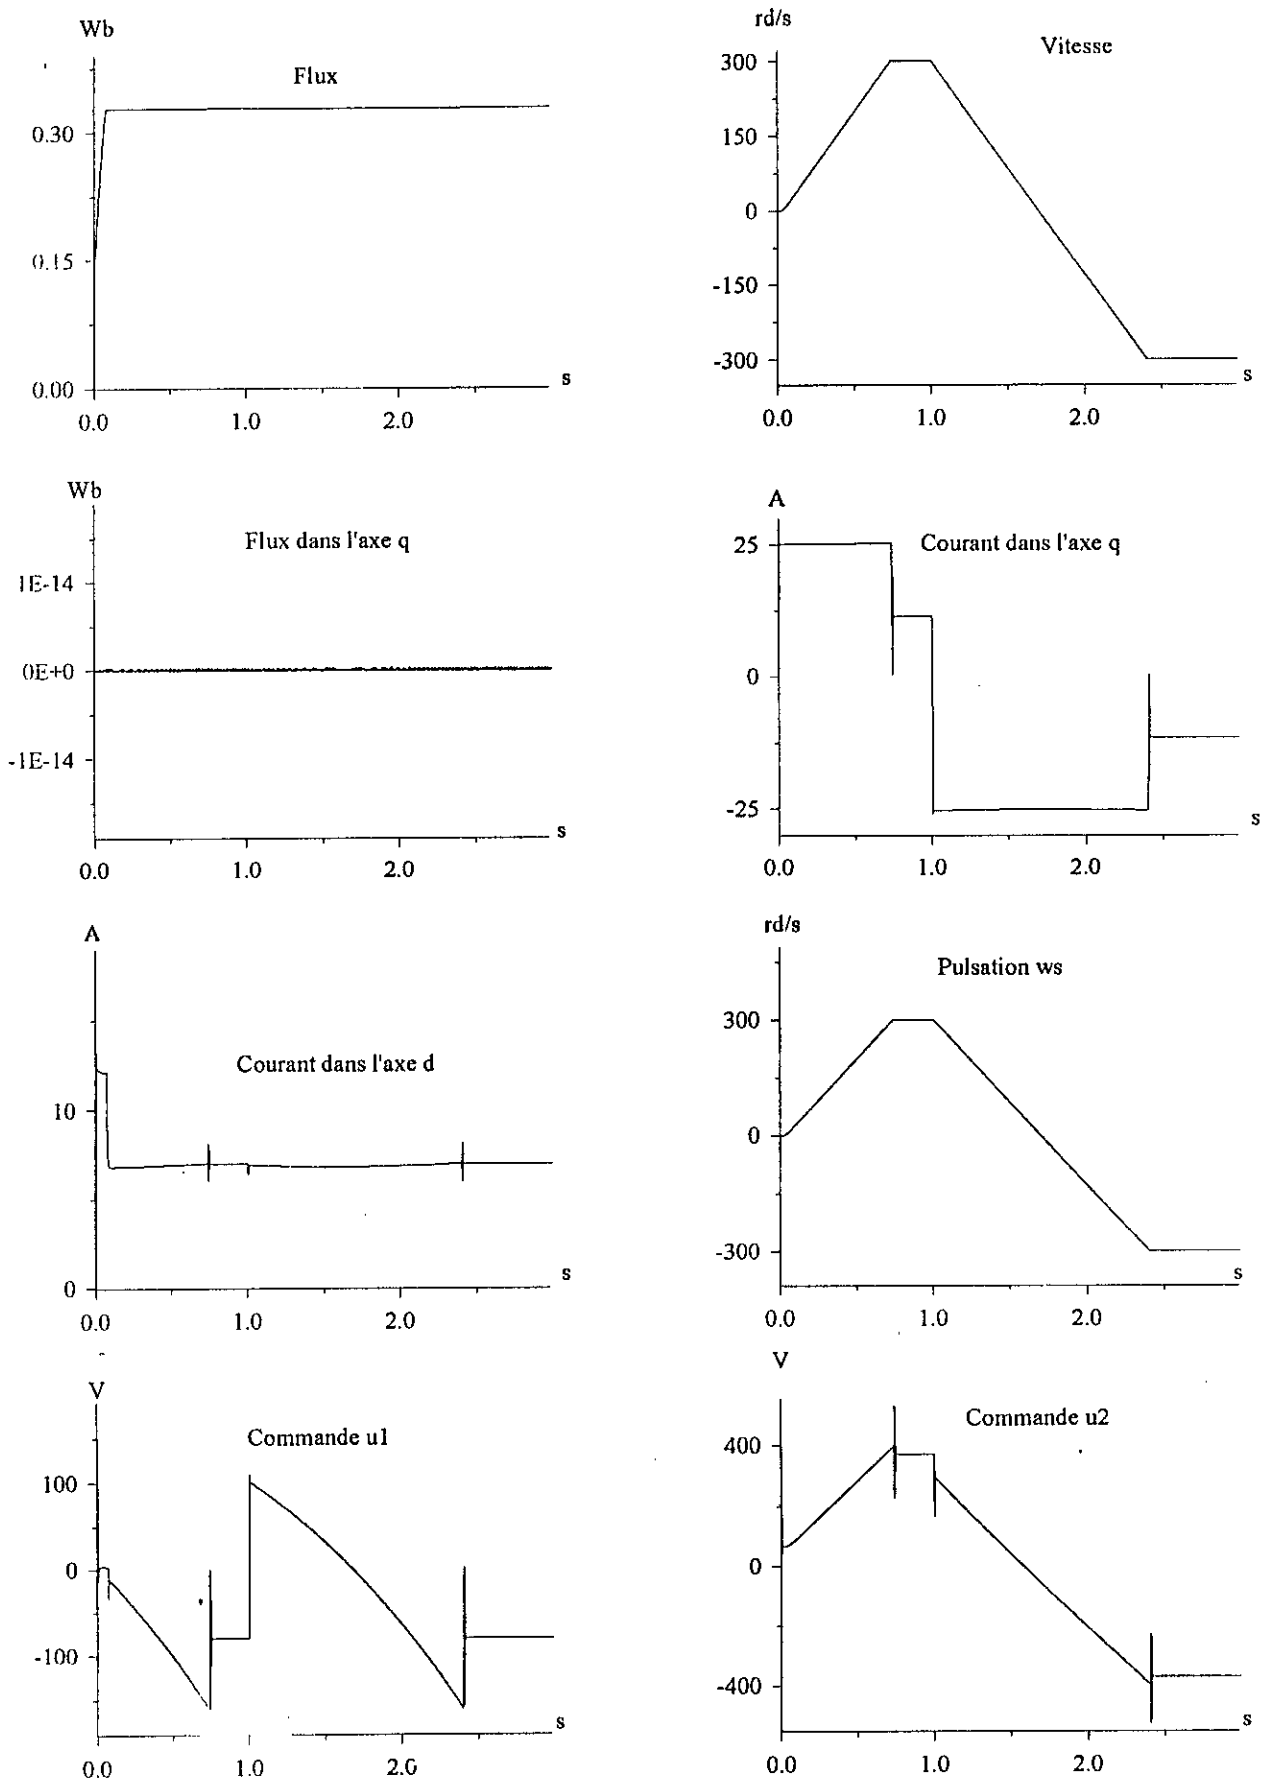 Wb
Flux
0.30
0.15
0.00
s
0.0 1.0 2.0
rd/s
Vitesse
300
150
0
-150
-300
s
0.0 1.0 2.0
Wb
Flux dans l'axe q
1E-14
0E+0
-1E-14
s
0.0 1.0 2.0
A
25
Courant dans l'axe q
0
-25
s
0.0 1.0 2.0
A
Courant dans l'axe d
10
0
s
0.0 1.0 2.0
rd/s
Pulsation ws
300
0
-300
s
0.0 1.0 2.0
V
Commande u1
100
0
-100
s
0.0 1.0 2.0
V
Commande u2
400
0
-400
s
0.0 1.0 2.0